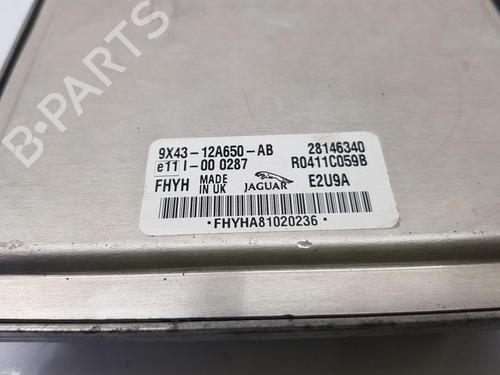 9X43-12A650-AB 28146340
e11 I-00 0287 R0411C059B
FHYH MADE IN UK JAGUAR E2U9A
*FHYHA81020236*
B-PARTS